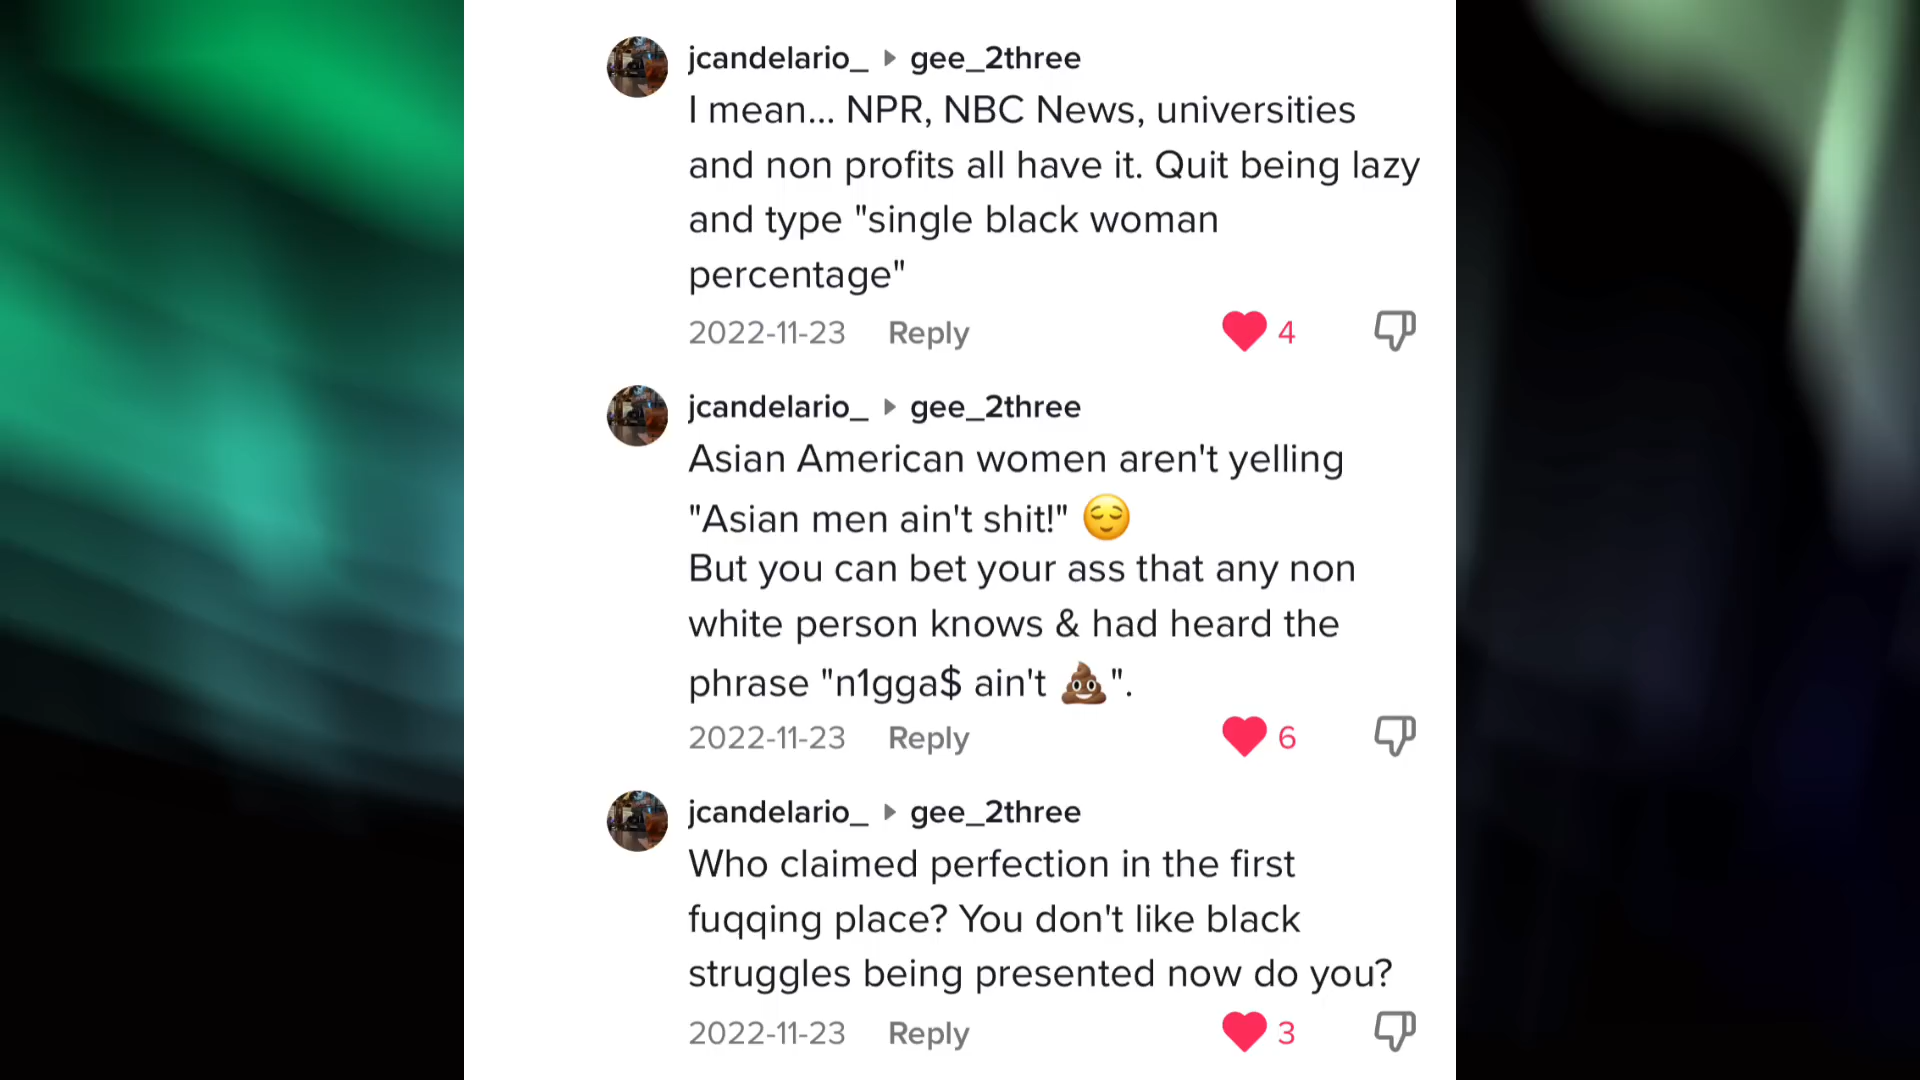 jcandelario_ ▸ gee_2three
I mean... NPR, NBC News, universities
and non profits all have it. Quit being lazy
and type "single black woman
percentage"
2022-11-23 Reply 4
jcandelario_ ▸ gee_2three
Asian American women aren't yelling
"Asian men ain't shit!" 😌
But you can bet your ass that any non
white person knows & had heard the
phrase "n1gga$ ain't 💩".
2022-11-23 Reply 6
jcandelario_ ▸ gee_2three
Who claimed perfection in the first
fuqqing place? You don't like black
struggles being presented now do you?
2022-11-23 Reply 3